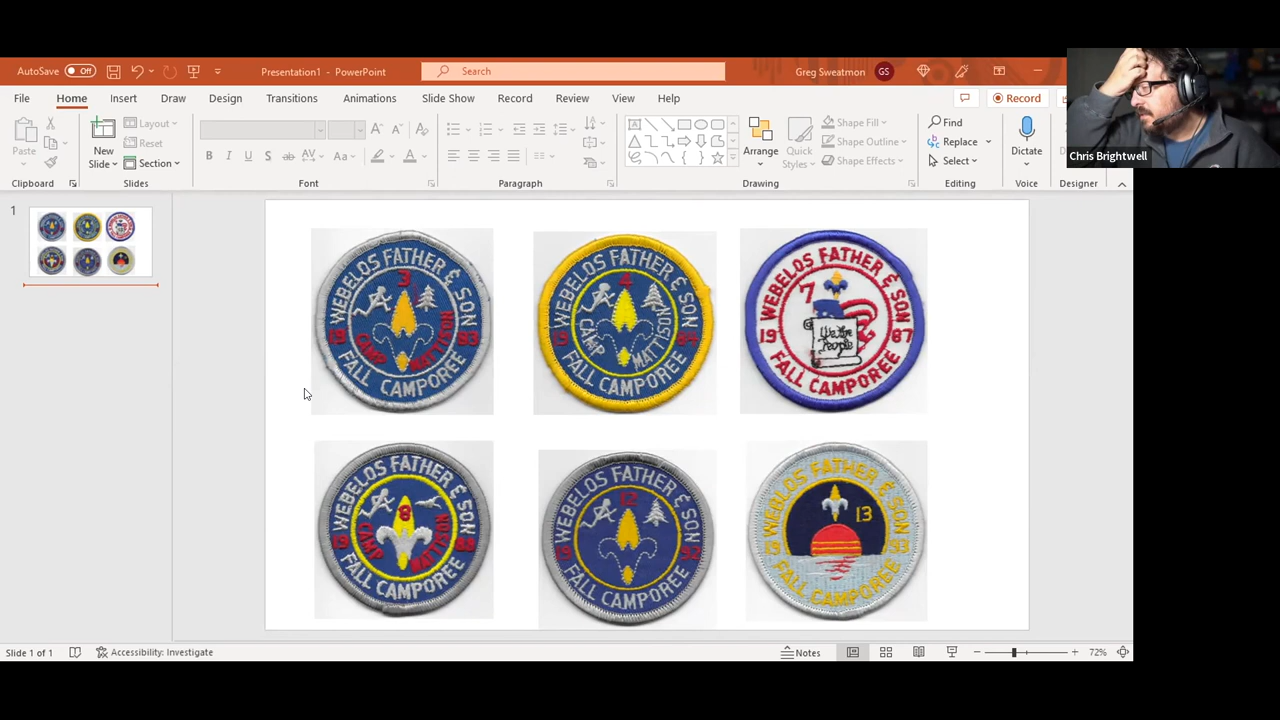 AutoSave Off
Presentation1 - PowerPoint
Search
Greg Sweatmon GS
File Home Insert Draw Design Transitions Animations Slide Show Record Review View Help
Record
Paste
Clipboard
New Slide
Layout
Reset
Section
Slides
B I U S ab AV Aa A
Font
Paragraph
Arrange
Quick Styles
Shape Fill
Shape Outline
Shape Effects
Drawing
Find
Replace
Select
Editing
Dictate
Voice
Designer
Chris Brightwell
1
WEBELOS FATHER & SON
3
CAMP MATTISON
19 83
FALL CAMPOREE
WEBELOS FATHER & SON
4
CAMP MATTISON
19 84
FALL CAMPOREE
WEBELOS FATHER & SON
7
We the People
19 87
FALL CAMPOREE
WEBELOS FATHER & SON
8
CAMP MATTISON
19 88
FALL CAMPOREE
WEBELOS FATHER & SON
12
19 92
FALL CAMPOREE
WEBLOS FATHER & SON
13
19 93
FALL CAMPOREE
Slide 1 of 1
Accessibility: Investigate
Notes
72%